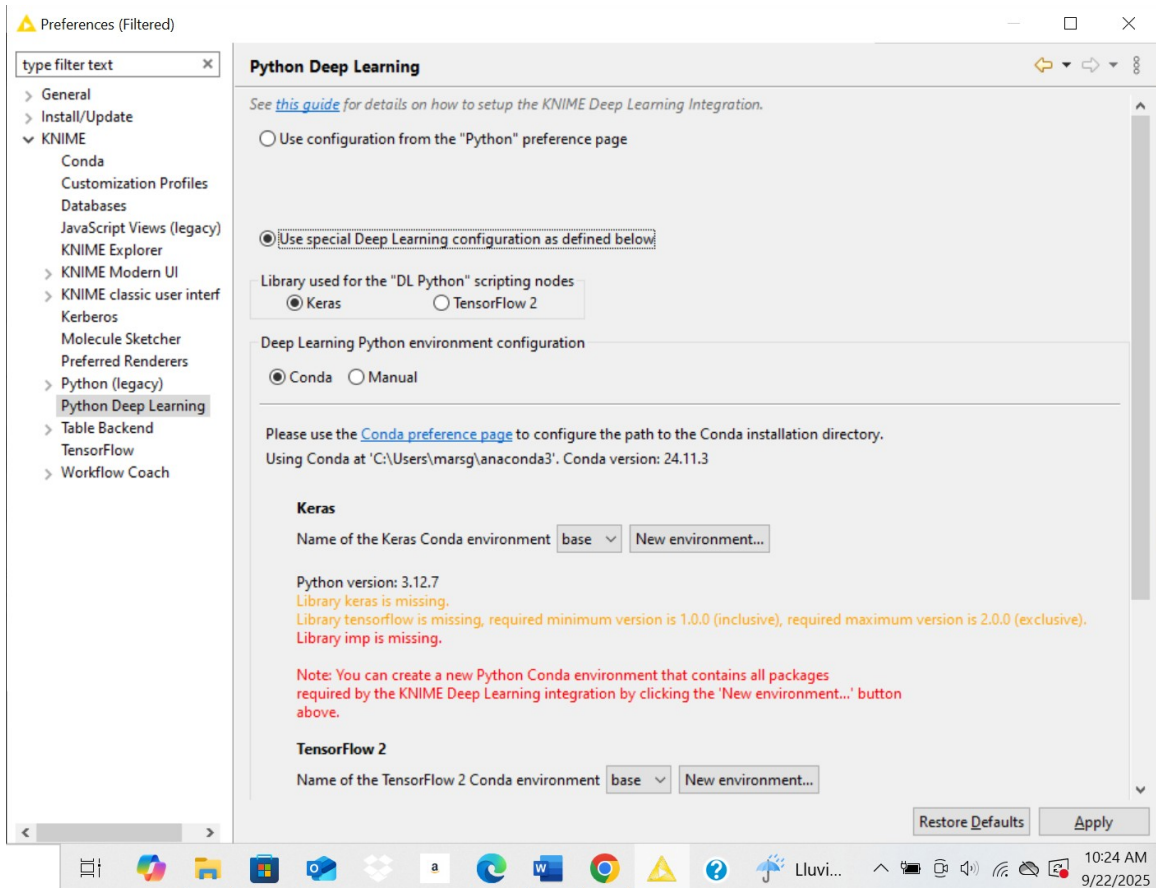 Preferences (Filtered)
type filter text
Python Deep Learning
See this guide for details on how to setup the KNIME Deep Learning Integration.
General
Install/Update
KNIME
Conda
Customization Profiles
Databases
JavaScript Views (legacy)
KNIME Explorer
KNIME Modern UI
KNIME classic user interf
Kerberos
Molecule Sketcher
Preferred Renderers
Python (legacy)
Python Deep Learning
Table Backend
TensorFlow
Workflow Coach
Use configuration from the "Python" preference page
Use special Deep Learning configuration as defined below
Library used for the "DL Python" scripting nodes
Keras TensorFlow 2
Deep Learning Python environment configuration
Conda Manual
Please use the Conda preference page to configure the path to the Conda installation directory.
Using Conda at 'C:\Users\marsg\anaconda3'. Conda version: 24.11.3
Keras
Name of the Keras Conda environment base New environment...
Python version: 3.12.7
Library keras is missing.
Library tensorflow is missing, required minimum version is 1.0.0 (inclusive), required maximum version is 2.0.0 (exclusive).
Library imp is missing.
Note: You can create a new Python Conda environment that contains all packages
required by the KNIME Deep Learning integration by clicking the 'New environment...' button
above.
TensorFlow 2
Name of the TensorFlow 2 Conda environment base New environment...
Restore Defaults Apply
a
Lluvi...
10:24 AM
9/22/2025